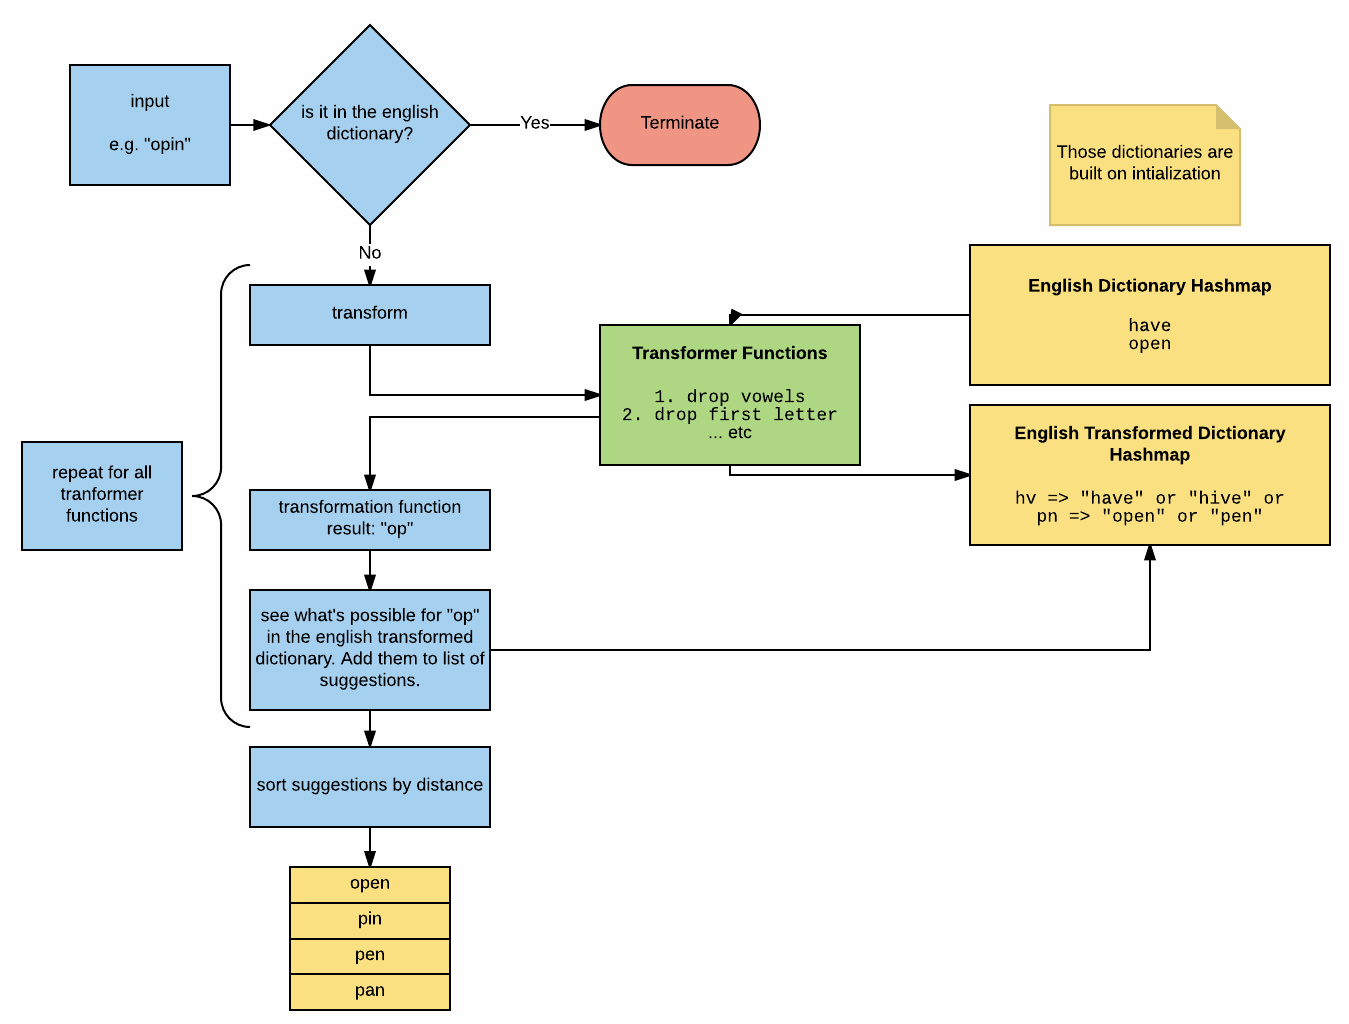 input
e.g. "opin"
is it in the english
dictionary?
Yes
Terminate
Those dictionaries are
built on intialization
No
transform
English Dictionary Hashmap
have
open
Transformer Functions
1. drop vowels
2. drop first letter
... etc
English Transformed Dictionary
Hashmap
hv => "have" or "hive" or
pn => "open" or "pen"
repeat for all
tranformer
functions
transformation function
result: "op"
see what's possible for "op"
in the english transformed
dictionary. Add them to list of
suggestions.
sort suggestions by distance
open
pin
pen
pan